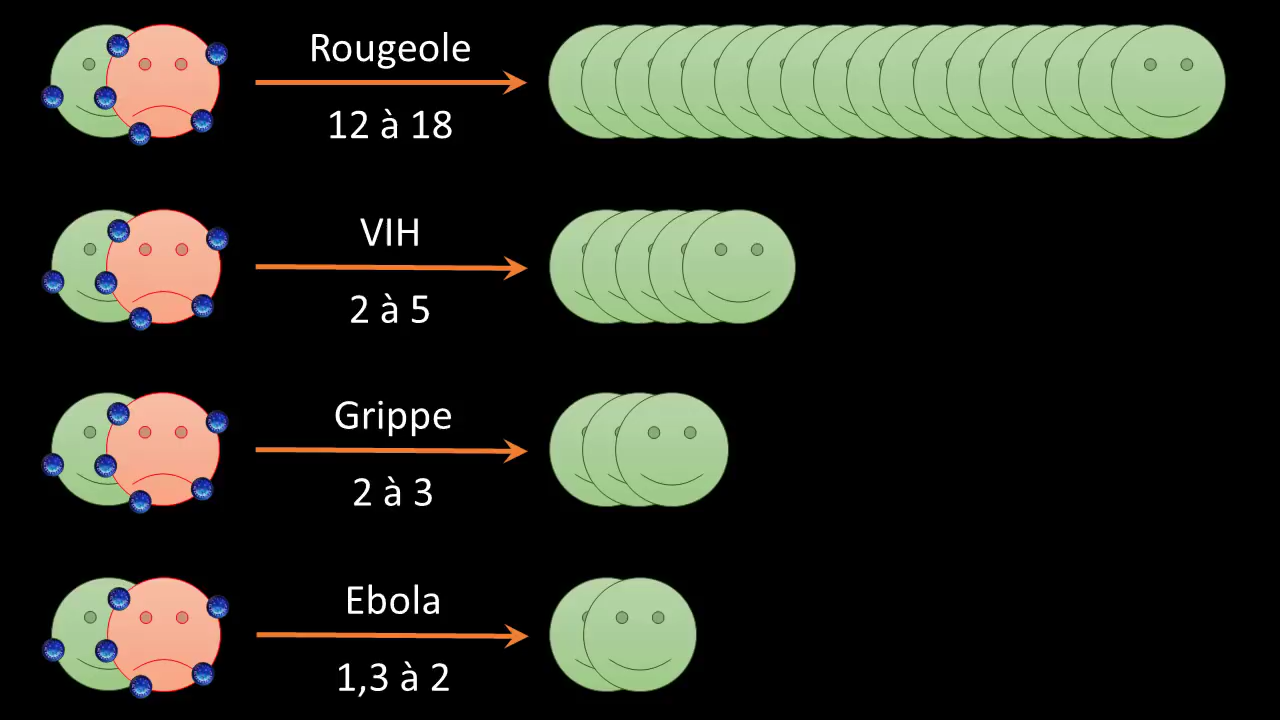 Rougeole
12 à 18
VIH
2 à 5
Grippe
2 à 3
Ebola
1,3 à 2